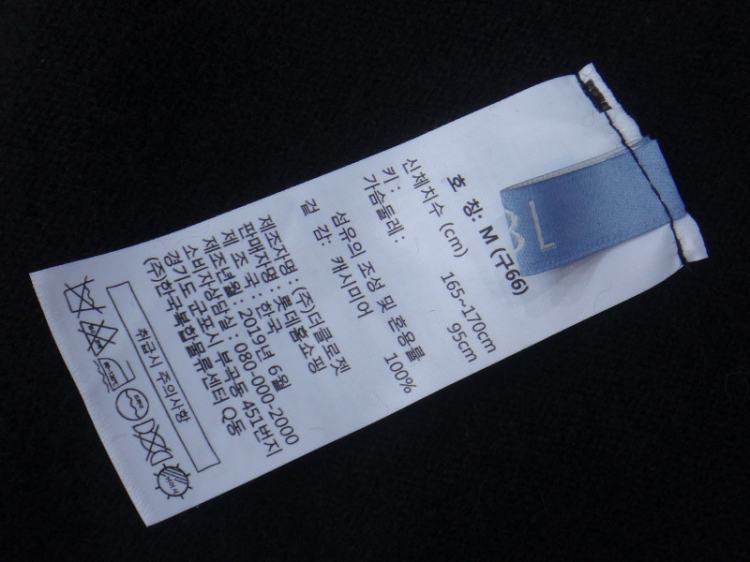 호 칭: M (구66)
신체치수 (cm)
키 : 165~170cm
가슴둘레 : 95cm
섬유의 조성 및 혼용률
겉 감: 캐시미어 100%
제조자명 : (주)더클로젯
판매자명 : 롯데홈쇼핑
제 조 국 : 한국
제조년월 : 2019년 6월
소비자상담실 : 080-000-2000
경기도 군포시 부곡동 451번지
(주)한국복합물류센터 Q동
취급시 주의사항